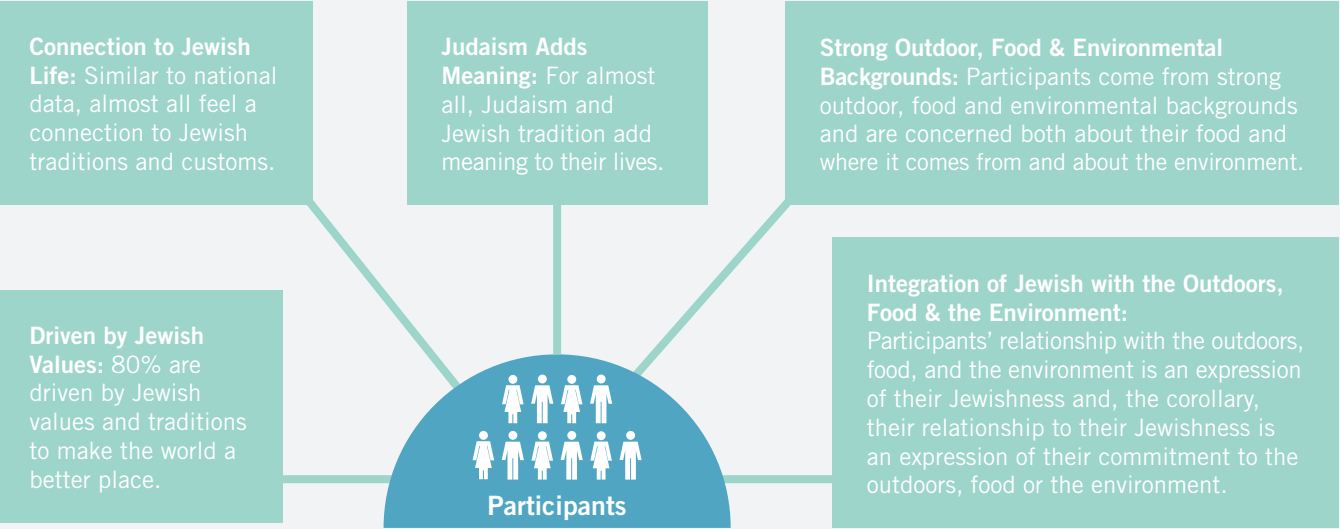 Connection to Jewish
Life: Similar to national
data, almost all feel a
connection to Jewish
traditions and customs.
Judaism Adds
Meaning: For almost
all, Judaism and
Jewish tradition add
meaning to their lives.
Strong Outdoor, Food & Environmental
Backgrounds: Participants come from strong
outdoor, food and environmental backgrounds
and are concerned both about their food and
where it comes from and about the environment.
Driven by Jewish
Values: 80% are
driven by Jewish
values and traditions
to make the world a
better place.
Integration of Jewish with the Outdoors,
Food & the Environment:
Participants’ relationship with the outdoors,
food, and the environment is an expression
of their Jewishness and, the corollary,
their relationship to their Jewishness is
an expression of their commitment to the
outdoors, food or the environment.
Participants